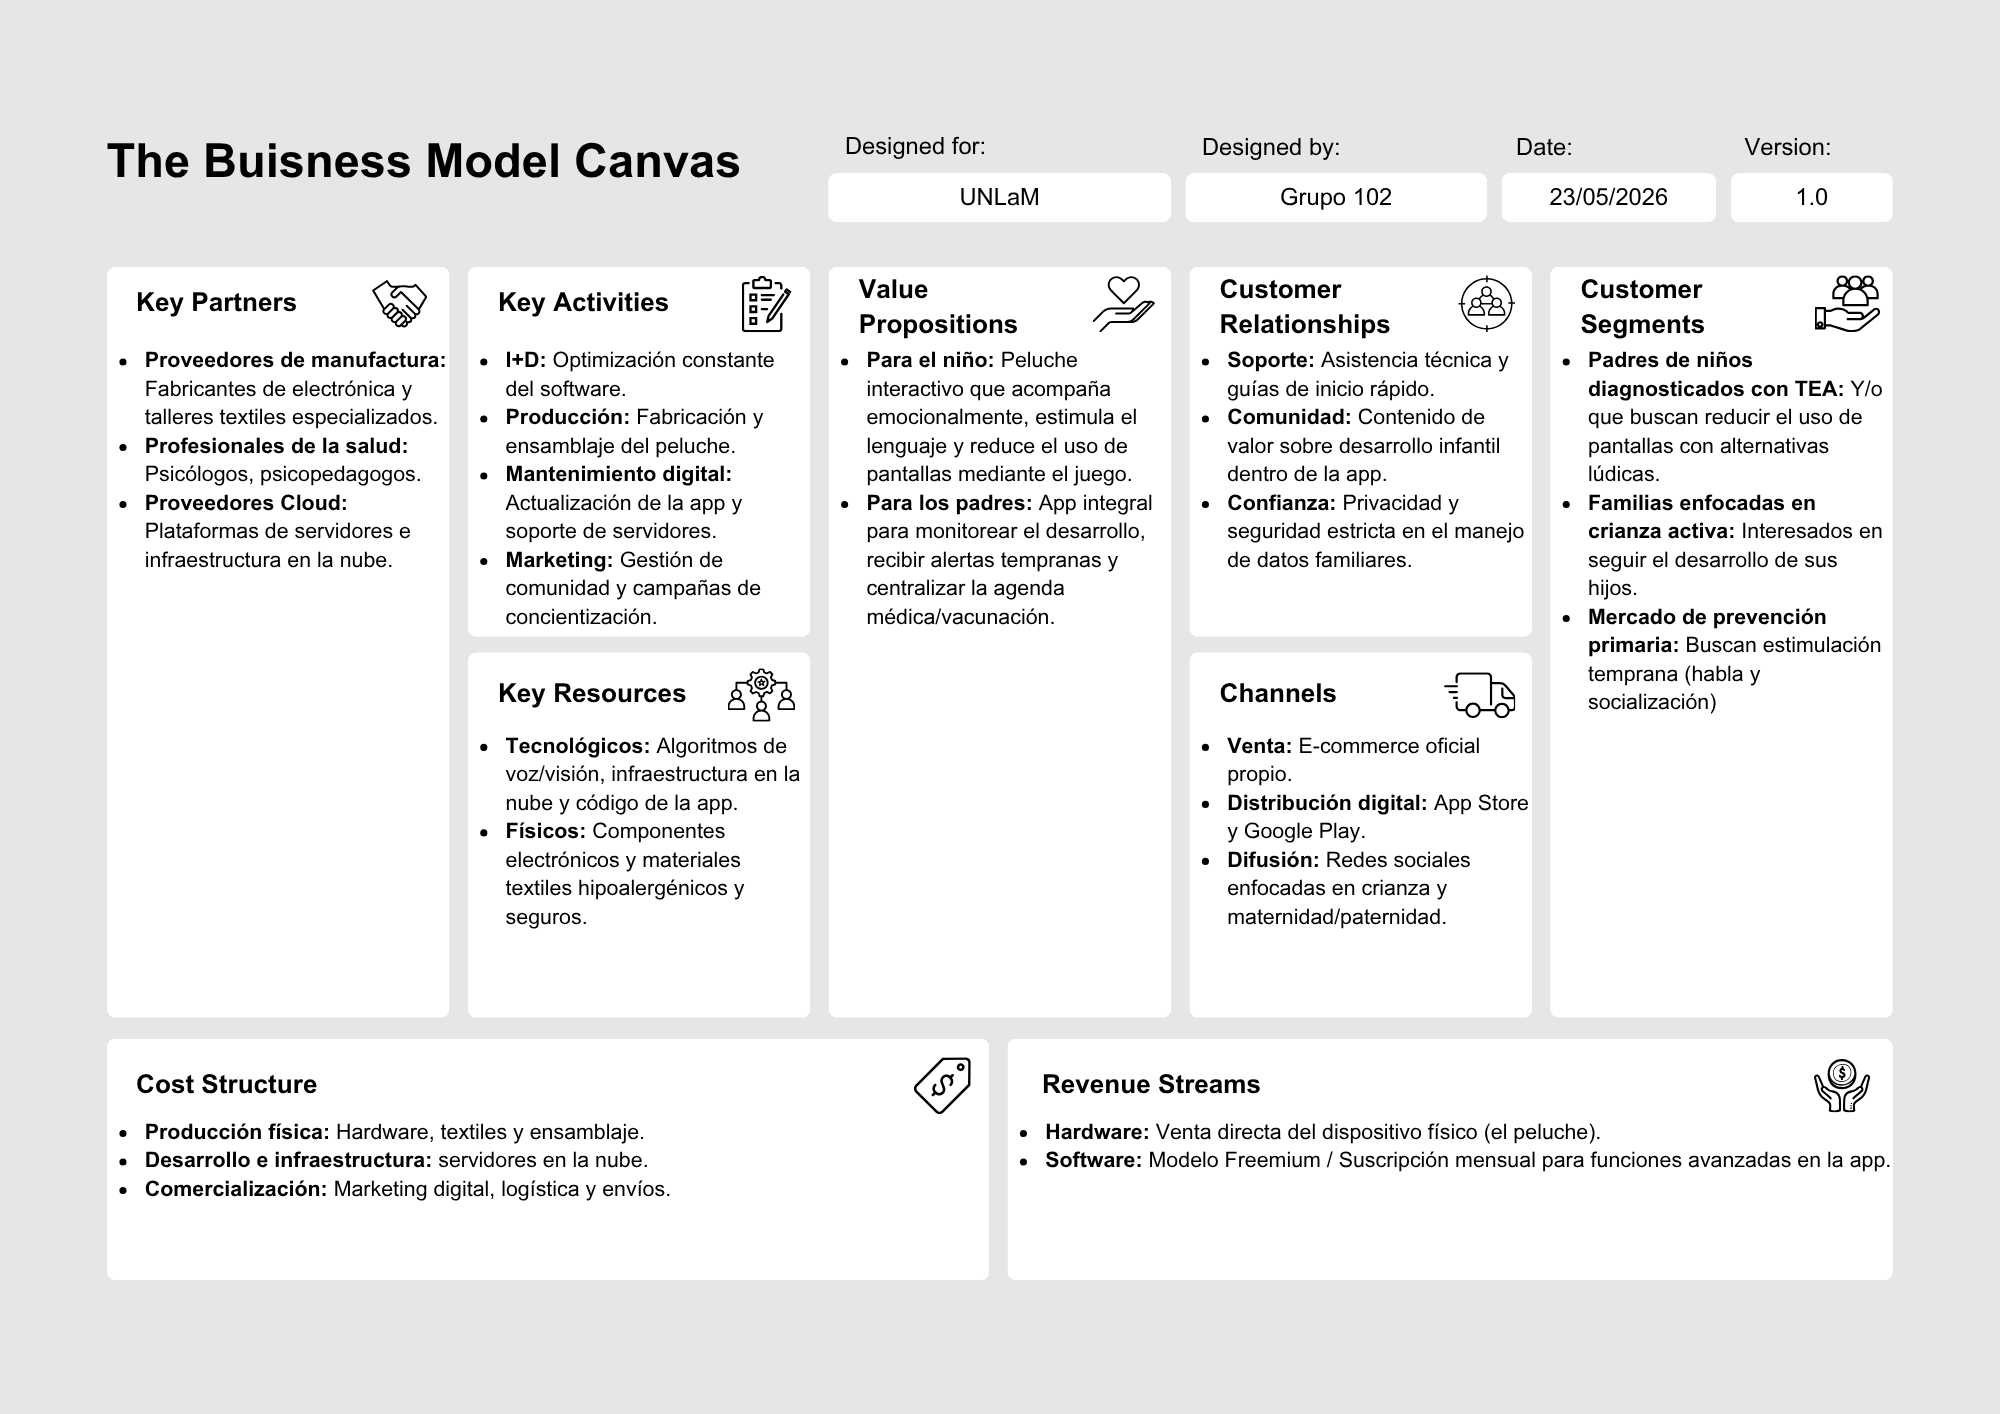 The Buisness Model Canvas
Designed for:
UNLaM
Designed by:
Grupo 102
Date:
23/05/2026
Version:
1.0
Key Partners
• Proveedores de manufactura:
Fabricantes de electrónica y
talleres textiles especializados.
• Profesionales de la salud:
Psicólogos, psicopedagogos.
• Proveedores Cloud:
Plataformas de servidores e
infraestructura en la nube.
Key Activities
• I+D: Optimización constante
del software.
• Producción: Fabricación y
ensamblaje del peluche.
• Mantenimiento digital:
Actualización de la app y
soporte de servidores.
• Marketing: Gestión de
comunidad y campañas de
concientización.
Key Resources
• Tecnológicos: Algoritmos de
voz/visión, infraestructura en la
nube y código de la app.
• Físicos: Componentes
electrónicos y materiales
textiles hipoalergénicos y
seguros.
Value
Propositions
• Para el niño: Peluche
interactivo que acompaña
emocionalmente, estimula el
lenguaje y reduce el uso de
pantallas mediante el juego.
• Para los padres: App integral
para monitorear el desarrollo,
recibir alertas tempranas y
centralizar la agenda
médica/vacunación.
Customer
Relationships
• Soporte: Asistencia técnica y
guías de inicio rápido.
• Comunidad: Contenido de
valor sobre desarrollo infantil
dentro de la app.
• Confianza: Privacidad y
seguridad estricta en el manejo
de datos familiares.
Channels
• Venta: E-commerce oficial
propio.
• Distribución digital: App Store
y Google Play.
• Difusión: Redes sociales
enfocadas en crianza y
maternidad/paternidad.
Customer
Segments
• Padres de niños
diagnosticados con TEA: Y/o
que buscan reducir el uso de
pantallas con alternativas
lúdicas.
• Familias enfocadas en
crianza activa: Interesados en
seguir el desarrollo de sus
hijos.
• Mercado de prevención
primaria: Buscan estimulación
temprana (habla y
socialización)
Cost Structure
• Producción física: Hardware, textiles y ensamblaje.
• Desarrollo e infraestructura: servidores en la nube.
• Comercialización: Marketing digital, logística y envíos.
Revenue Streams
• Hardware: Venta directa del dispositivo físico (el peluche).
• Software: Modelo Freemium / Suscripción mensual para funciones avanzadas en la app.